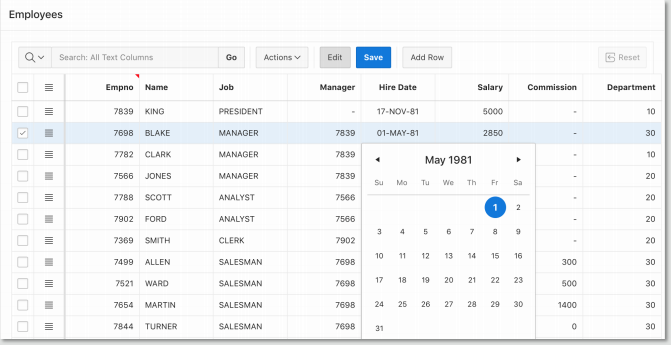 Employees
Search: All Text Columns Go Actions Edit Save Add Row Reset
Empno Name Job Manager Hire Date Salary Commission Department
7839 KING PRESIDENT - 17-NOV-81 5000 - 10
7698 BLAKE MANAGER 7839 01-MAY-81 2850 - 30
7782 CLARK MANAGER 7839 - 10
7566 JONES MANAGER 7839 - 20
7788 SCOTT ANALYST 7566 - 20
7902 FORD ANALYST 7566 - 20
7369 SMITH CLERK 7902 - 20
7499 ALLEN SALESMAN 7698 300 30
7521 WARD SALESMAN 7698 500 30
7654 MARTIN SALESMAN 7698 1400 30
7844 TURNER SALESMAN 7698 0 30
May 1981
Su Mo Tu We Th Fr Sa
1 2
3 4 5 6 7 8 9
10 11 12 13 14 15 16
17 18 19 20 21 22 23
24 25 26 27 28 29 30
31